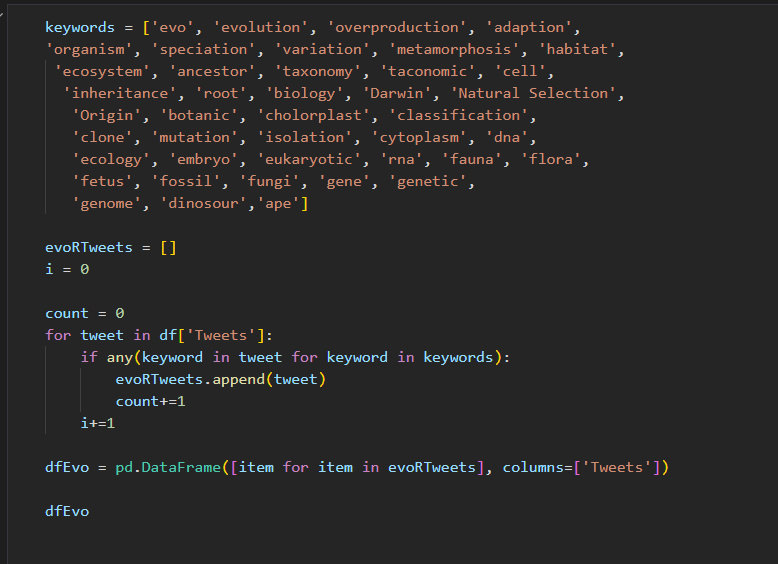 keywords = ['evo', 'evolution', 'overproduction', 'adaption',
'organism', 'speciation', 'variation', 'metamorphosis', 'habitat',
'ecosystem', 'ancestor', 'taxonomy', 'taconomic', 'cell',
'inheritance', 'root', 'biology', 'Darwin', 'Natural Selection',
'Origin', 'botanic', 'cholorplast', 'classification',
'clone', 'mutation', 'isolation', 'cytoplasm', 'dna',
'ecology', 'embryo', 'eukaryotic', 'rna', 'fauna', 'flora',
'fetus', 'fossil', 'fungi', 'gene', 'genetic',
'genome', 'dinosour','ape']
evoRTweets = []
i = 0
count = 0
for tweet in df['Tweets']:
if any(keyword in tweet for keyword in keywords):
evoRTweets.append(tweet)
count+=1
i+=1
dfEvo = pd.DataFrame([item for item in evoRTweets], columns=['Tweets'])
dfEvo